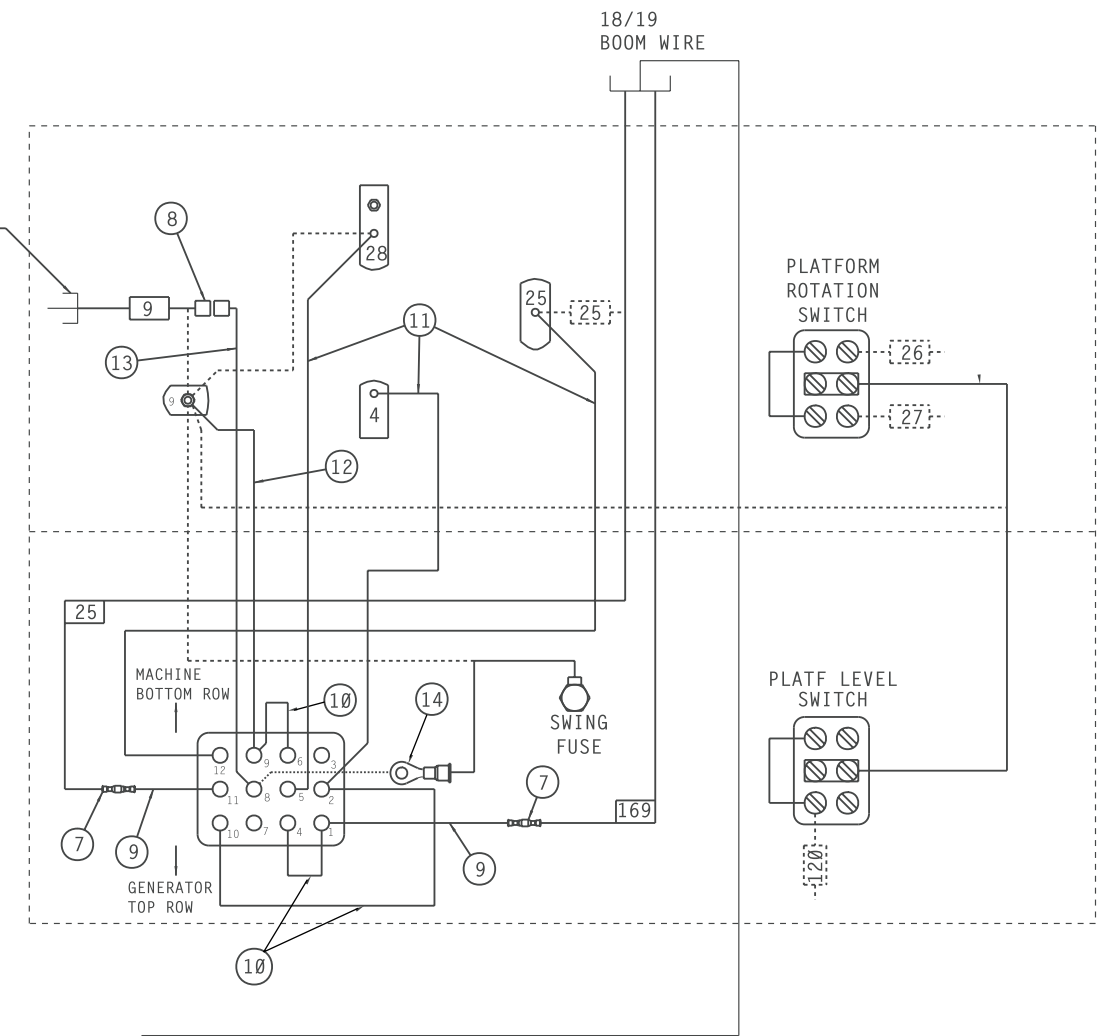 18/19
BOOM WIRE
8
28
25
25
9
11
13
9
4
12
PLATFORM
ROTATION
SWITCH
26
27
25
MACHINE
BOTTOM ROW
10
14
SWING
FUSE
PLATF LEVEL
SWITCH
12
9
6
3
11
8
5
2
10
7
4
1
7
9
7
169
9
120
GENERATOR
TOP ROW
10